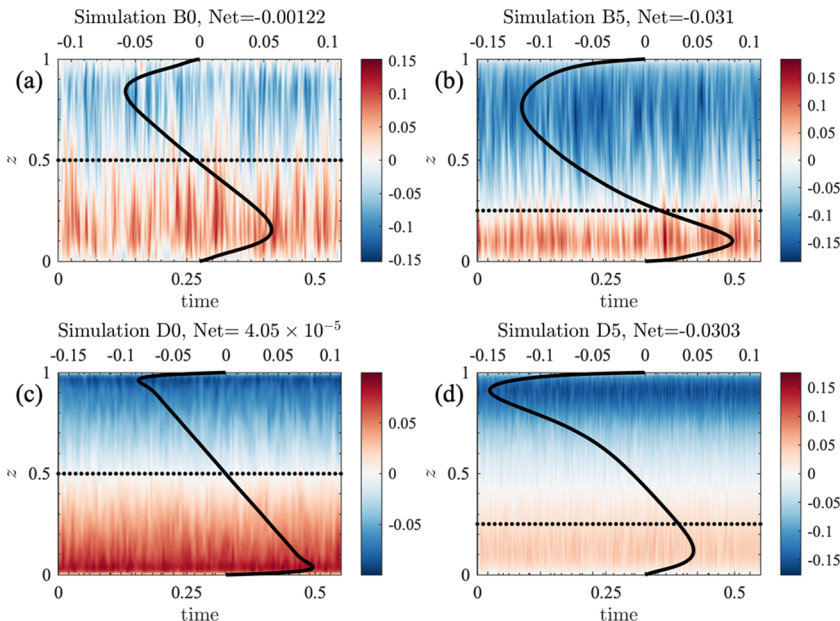 Simulation B0, Net=-0.00122
-0.1 -0.05 0 0.05 0.1
(a)
1
0.5
0
z
0 0.25 0.5
time
0.15
0.1
0.05
0
-0.05
-0.1
-0.15
Simulation B5, Net=-0.031
-0.15 -0.1 -0.05 0 0.05 0.1
(b)
1
0.5
0
z
0 0.25 0.5
time
0.15
0.1
0.05
0
-0.05
-0.1
-0.15
Simulation D0, Net= 4.05 × 10⁻⁵
-0.15 -0.1 -0.05 0 0.05 0.1
(c)
1
0.5
0
z
0 0.25 0.5
time
0.05
0
-0.05
Simulation D5, Net=-0.0303
-0.15 -0.1 -0.05 0 0.05 0.1
(d)
1
0.5
0
z
0 0.25 0.5
time
0.15
0.1
0.05
0
-0.05
-0.1
-0.15